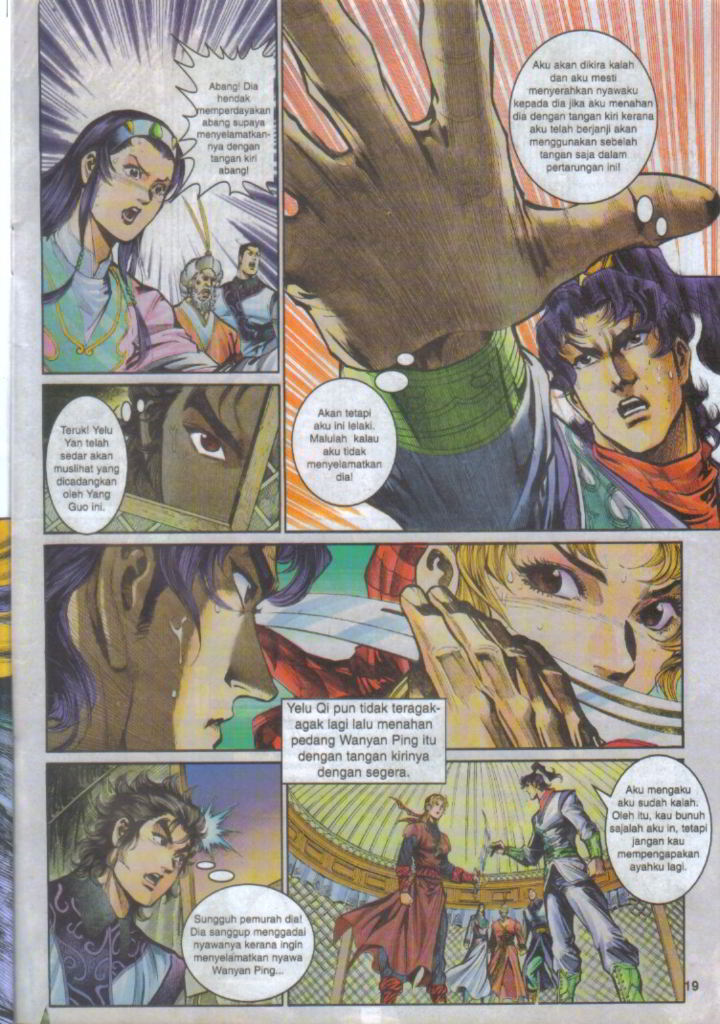 Abang! Dia
hendak
memperdayakan
abang supaya
menyelamatkan-
nya dengan
tangan kiri
abang!
Aku akan dikira kalah
dan aku mesti
menyerahkan nyawaku
kepada dia jika aku menahan
dia dengan tangan kiri kerana
aku telah berjanji akan
menggunakan sebelah
tangan saja dalam
pertarungan ini!
Akan tetapi
aku ini lelaki.
Malulah kalau
aku tidak
menyelamatkan
dia!
Teruk! Yelu
Yan telah
sedar akan
muslihat yang
dicadangkan
oleh Yang
Guo ini.
Yelu Qi pun tidak teragak-
agak lagi lalu menahan
pedang Wanyan Ping itu
dengan tangan kirinya
dengan segera.
Sungguh pemurah dia!
Dia sanggup menggadai
nyawanya kerana ingin
menyelamatkan nyawa
Wanyan Ping...
Aku mengaku
aku sudah kalah.
Oleh itu, kau bunuh
sajalah aku in, tetapi
jangan kau
mempengapakan
ayahku lagi.
19